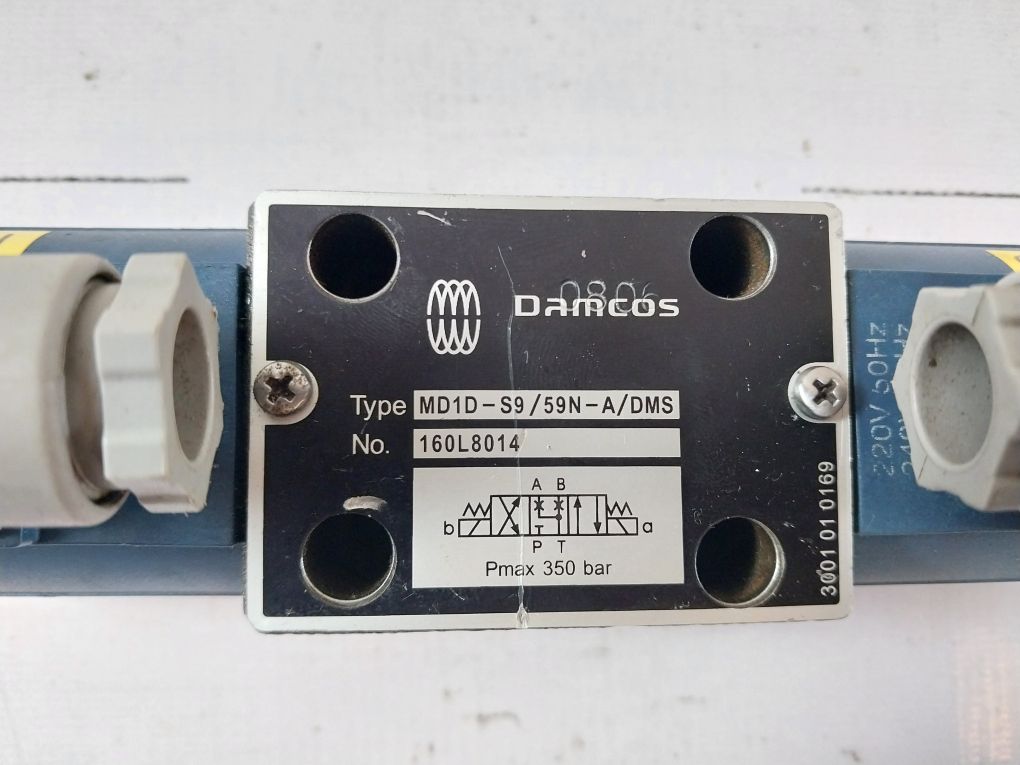 0806
DAMCOS
Type MD1D-S9/59N-A/DMS
No. 160L8014
A B
b a
P T
Pmax 350 bar
3001 01 0169
220V 50Hz